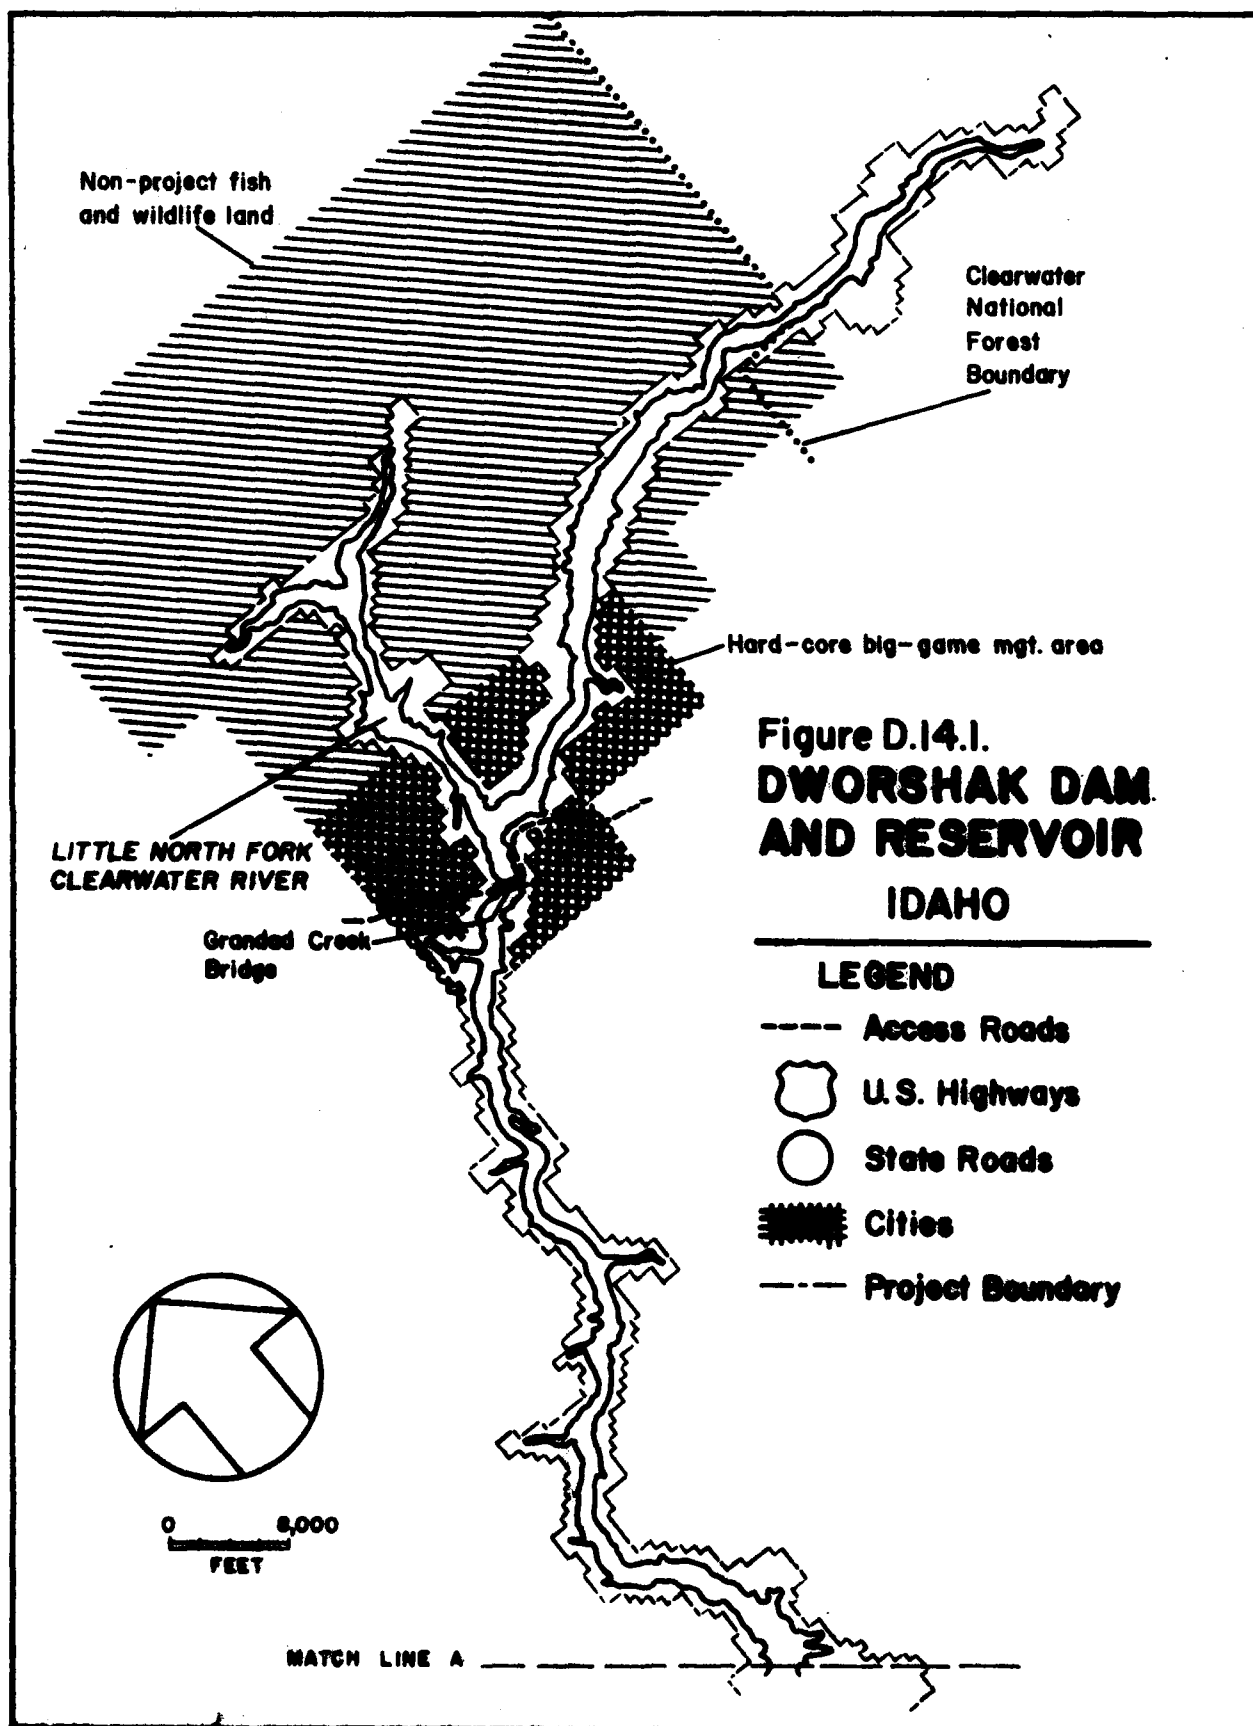 Non-project fish
and wildlife land
Clearwater
National
Forest
Boundary
Hard-core big-game mgt. area
Figure D.14.1.
DWORSHAK DAM
AND RESERVOIR
IDAHO
LITTLE NORTH FORK
CLEARWATER RIVER
Grandad Creek
Bridge
LEGEND
Access Roads
U.S. Highways
State Roads
Cities
Project Boundary
0 8,000
FEET
MATCH LINE A